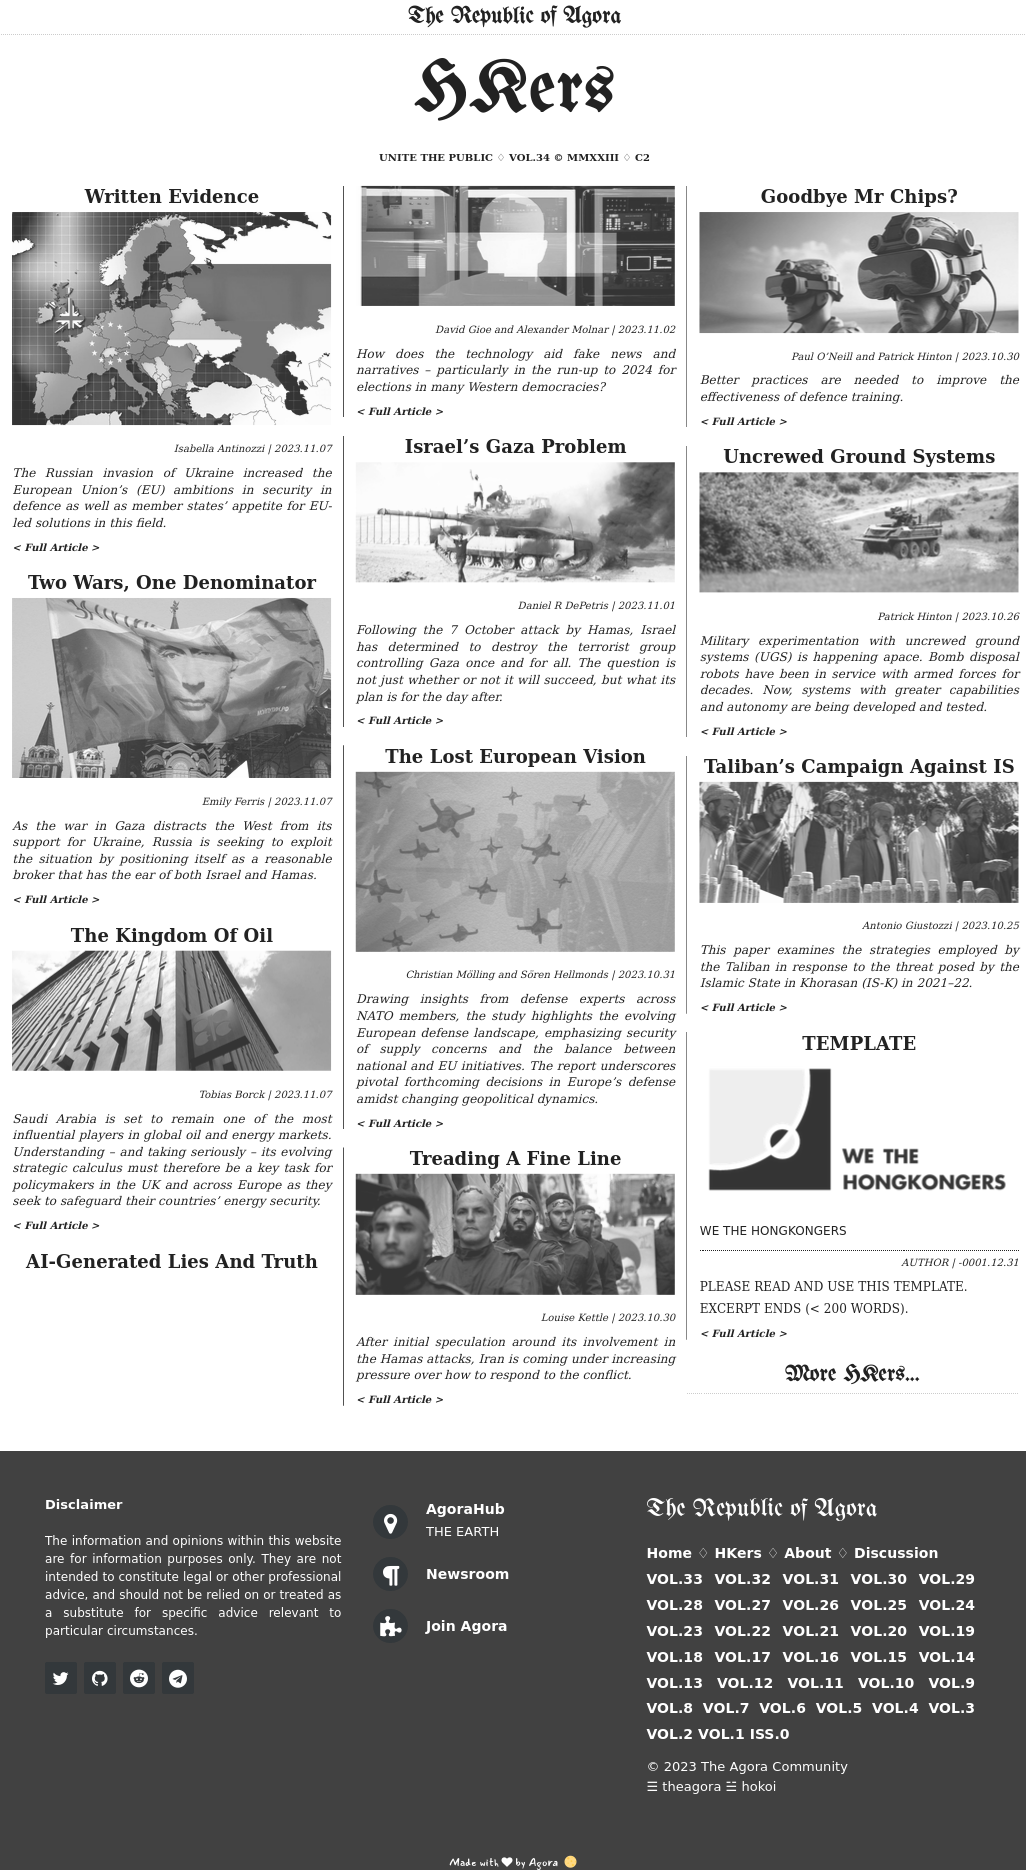 The Republic of Agora
HKers
UNITE THE PUBLIC ♢ VOL.34 © MMXXIII ♢ C2
Written Evidence
Isabella Antinozzi | 2023.11.07
The Russian invasion of Ukraine increased the
European Union’s (EU) ambitions in security in
defence as well as member states’ appetite for EU-
led solutions in this field.
< Full Article >
Two Wars, One Denominator
Emily Ferris | 2023.11.07
As the war in Gaza distracts the West from its
support for Ukraine, Russia is seeking to exploit
the situation by positioning itself as a reasonable
broker that has the ear of both Israel and Hamas.
< Full Article >
The Kingdom Of Oil
Tobias Borck | 2023.11.07
Saudi Arabia is set to remain one of the most
influential players in global oil and energy markets.
Understanding – and taking seriously – its evolving
strategic calculus must therefore be a key task for
policymakers in the UK and across Europe as they
seek to safeguard their countries’ energy security.
< Full Article >
AI-Generated Lies And Truth
David Gioe and Alexander Molnar | 2023.11.02
How does the technology aid fake news and
narratives – particularly in the run-up to 2024 for
elections in many Western democracies?
< Full Article >
Israel’s Gaza Problem
Daniel R DePetris | 2023.11.01
Following the 7 October attack by Hamas, Israel
has determined to destroy the terrorist group
controlling Gaza once and for all. The question is
not just whether or not it will succeed, but what its
plan is for the day after.
< Full Article >
The Lost European Vision
Christian Mölling and Sören Hellmonds | 2023.10.31
Drawing insights from defense experts across
NATO members, the study highlights the evolving
European defense landscape, emphasizing security
of supply concerns and the balance between
national and EU initiatives. The report underscores
pivotal forthcoming decisions in Europe’s defense
amidst changing geopolitical dynamics.
< Full Article >
Treading A Fine Line
Louise Kettle | 2023.10.30
After initial speculation around its involvement in
the Hamas attacks, Iran is coming under increasing
pressure over how to respond to the conflict.
< Full Article >
Goodbye Mr Chips?
Paul O’Neill and Patrick Hinton | 2023.10.30
Better practices are needed to improve the
effectiveness of defence training.
< Full Article >
Uncrewed Ground Systems
Patrick Hinton | 2023.10.26
Military experimentation with uncrewed ground
systems (UGS) is happening apace. Bomb disposal
robots have been in service with armed forces for
decades. Now, systems with greater capabilities
and autonomy are being developed and tested.
< Full Article >
Taliban’s Campaign Against IS
Antonio Giustozzi | 2023.10.25
This paper examines the strategies employed by
the Taliban in response to the threat posed by the
Islamic State in Khorasan (IS-K) in 2021–22.
< Full Article >
TEMPLATE
WE THE
HONGKONGERS
WE THE HONGKONGERS
AUTHOR | -0001.12.31
PLEASE READ AND USE THIS TEMPLATE.
EXCERPT ENDS (< 200 WORDS).
< Full Article >
More HKers...
Disclaimer
The information and opinions within this website
are for information purposes only. They are not
intended to constitute legal or other professional
advice, and should not be relied on or treated as
a substitute for specific advice relevant to
particular circumstances.
AgoraHub
THE EARTH
Newsroom
Join Agora
The Republic of Agora
Home ♢ HKers ♢ About ♢ Discussion
VOL.33 VOL.32 VOL.31 VOL.30 VOL.29
VOL.28 VOL.27 VOL.26 VOL.25 VOL.24
VOL.23 VOL.22 VOL.21 VOL.20 VOL.19
VOL.18 VOL.17 VOL.16 VOL.15 VOL.14
VOL.13 VOL.12 VOL.11 VOL.10 VOL.9
VOL.8 VOL.7 VOL.6 VOL.5 VOL.4 VOL.3
VOL.2 VOL.1 ISS.0
© 2023 The Agora Community
☰ theagora ☱ hokoi
Made with ♥ by Agora